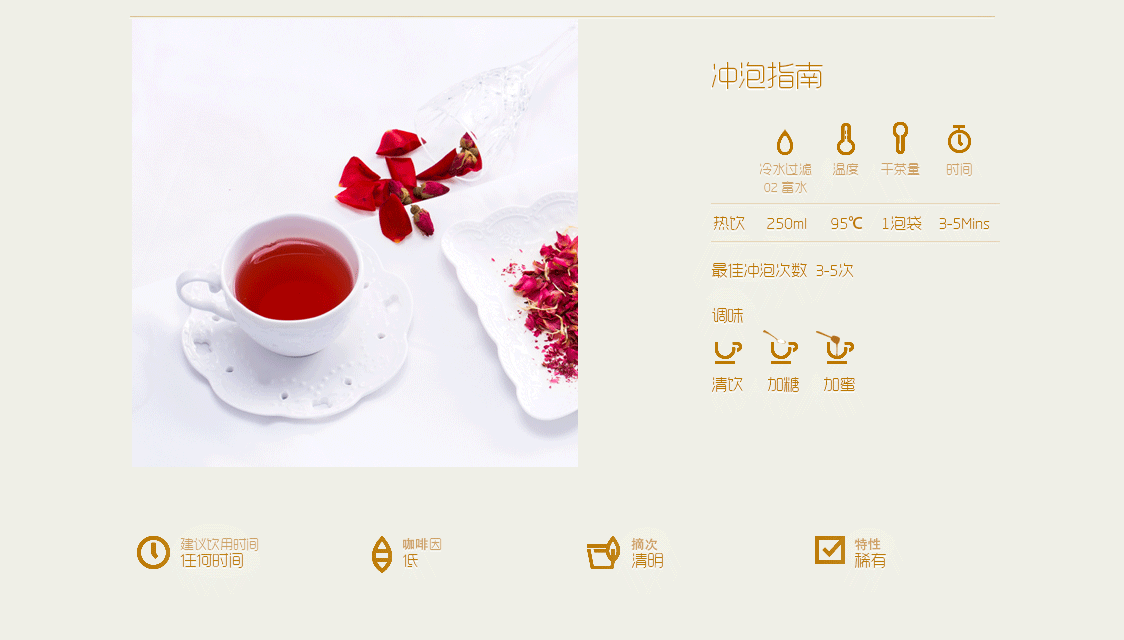 冲泡指南
冷水过滤 温度 干茶量 时间
02 富水
热饮 250ml 95℃ 1泡袋 3-5Mins
最佳冲泡次数 3-5次
调味
清饮 加糖 加蜜
建议饮用时间
任何时间
咖啡因
低
摘次
清明
特性
稀有